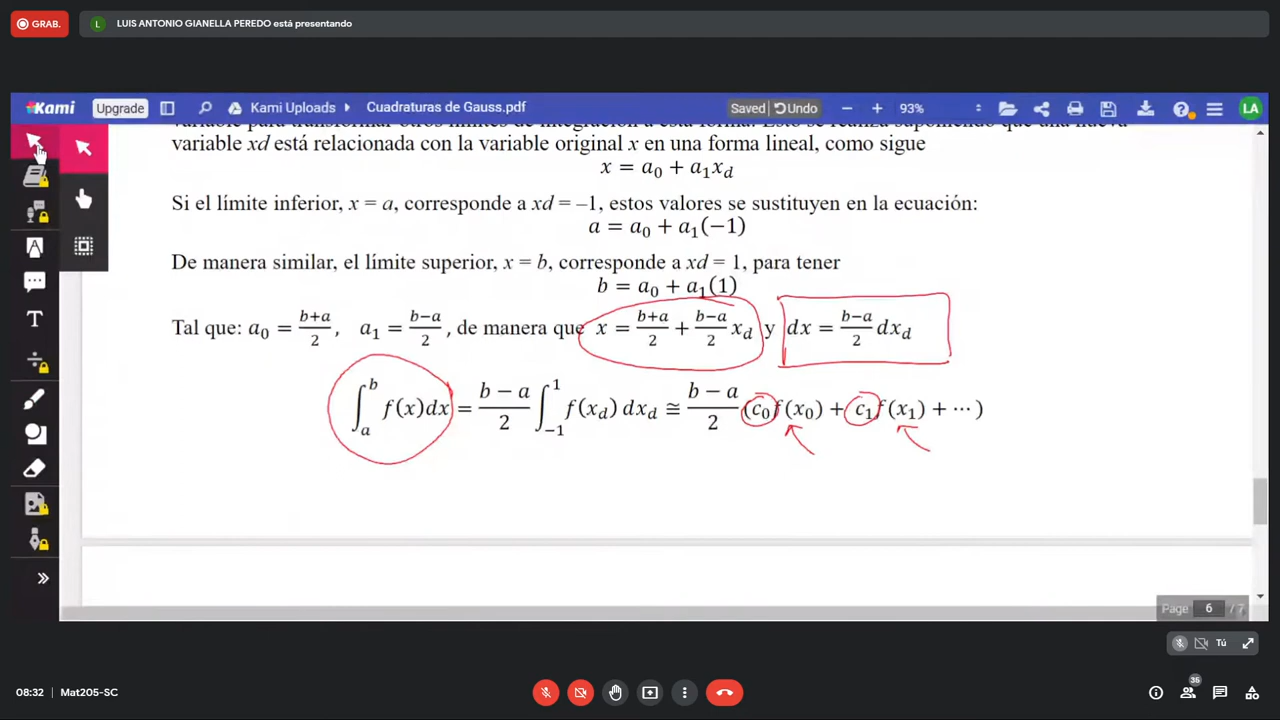 GRAB.
L
LUIS ANTONIO GIANELLA PEREDO está presentando
Kami
Upgrade
Kami Uploads
Cuadraturas de Gauss.pdf
Saved
Undo
93%
LA
variable xd está relacionada con la variable original x en una forma lineal, como sigue
x = a₀ + a₁x_d
Si el límite inferior, x = a, corresponde a xd = –1, estos valores se sustituyen en la ecuación:
a = a₀ + a₁(−1)
De manera similar, el límite superior, x = b, corresponde a xd = 1, para tener
b = a₀ + a₁(1)
Tal que: a₀ = (b+a)/2, a₁ = (b−a)/2, de manera que x = (b+a)/2 + (b−a)/2 x_d y dx = (b−a)/2 dx_d
∫_a^b f(x)dx = (b − a)/2 ∫_−1^1 f(x_d) dx_d ≅ (b − a)/2 (c₀f(x₀) + c₁f(x₁) + ⋯)
Page 6 / 7
Tú
08:32 Mat205-SC
36